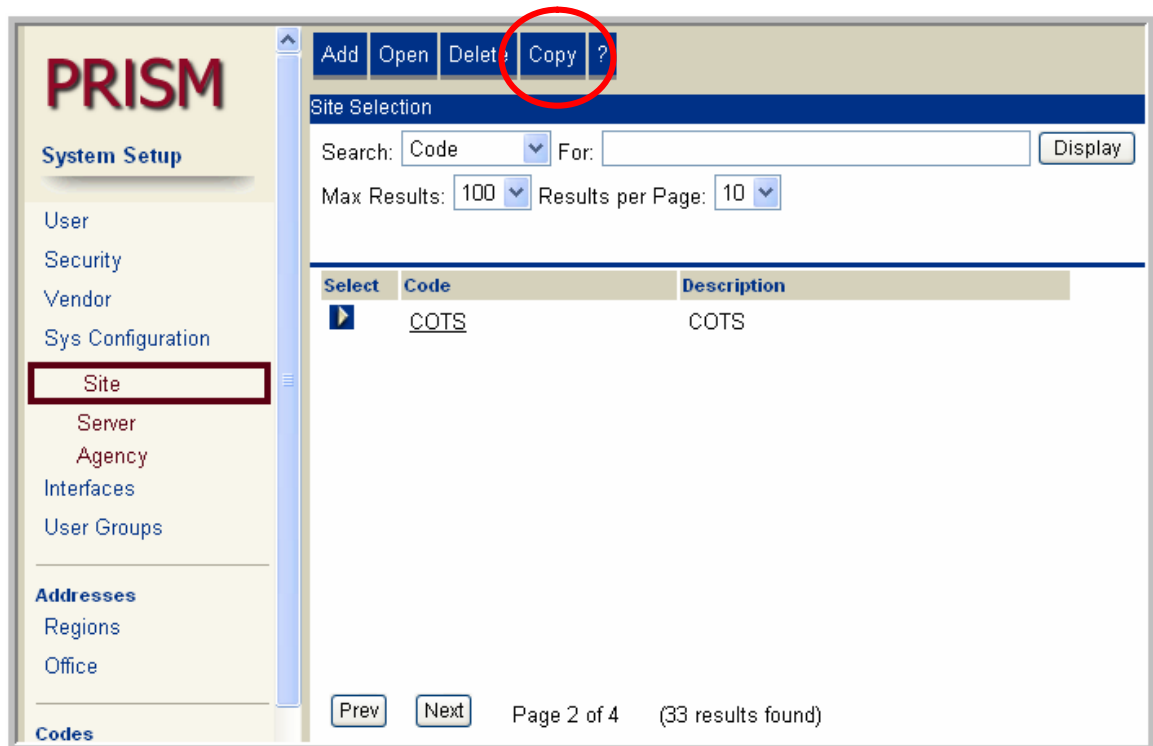 PRISM
System Setup
User
Security
Vendor
Sys Configuration
Site
Server
Agency
Interfaces
User Groups
Addresses
Regions
Office
Codes
Add Open Delete Copy ?
Site Selection
Search: Code For: Display
Max Results: 100 Results per Page: 10
Select Code Description
COTS COTS
Prev Next Page 2 of 4 (33 results found)